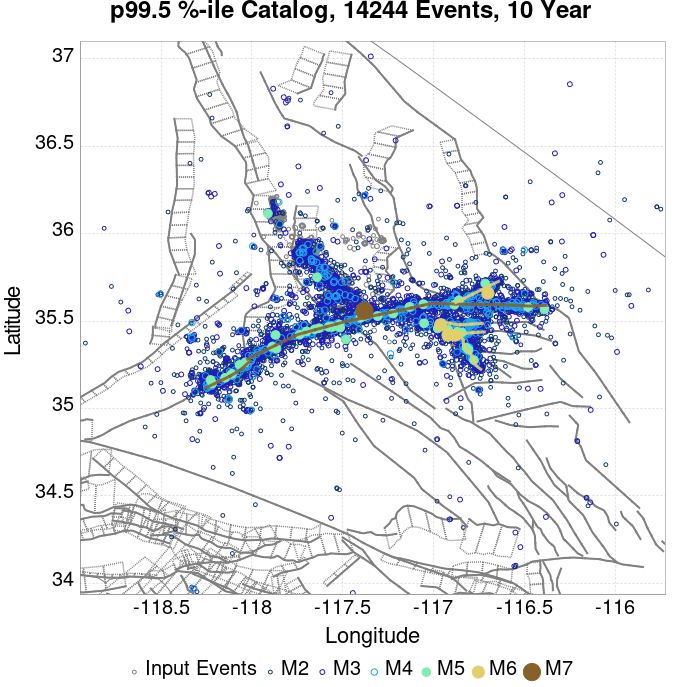 p99.5 %-ile Catalog, 14244 Events, 10 Year
37
36.5
36
35.5
35
34.5
34
Latitude
-118.5 -118 -117.5 -117 -116.5 -116
Longitude
Input Events M2 M3 M4 M5 M6 M7